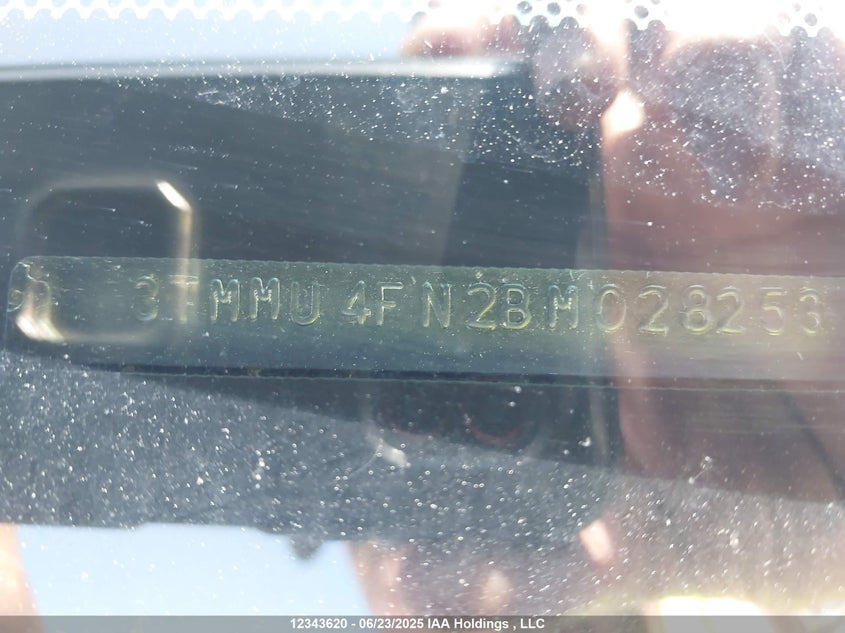 3TMMU4FN2BM028253
12343620 - 06/23/2025 IAA Holdings , LLC